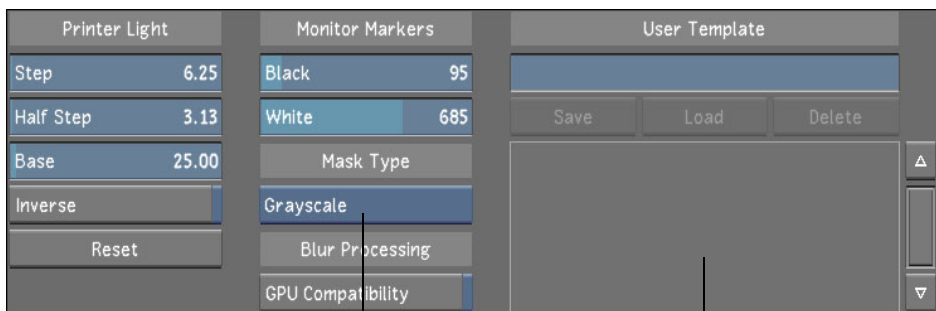 Printer Light
Step 6.25
Half Step 3.13
Base 25.00
Inverse
Reset
Monitor Markers
Black 95
White 685
Mask Type
Grayscale
Blur Processing
GPU Compatibility
User Template
Save Load Delete